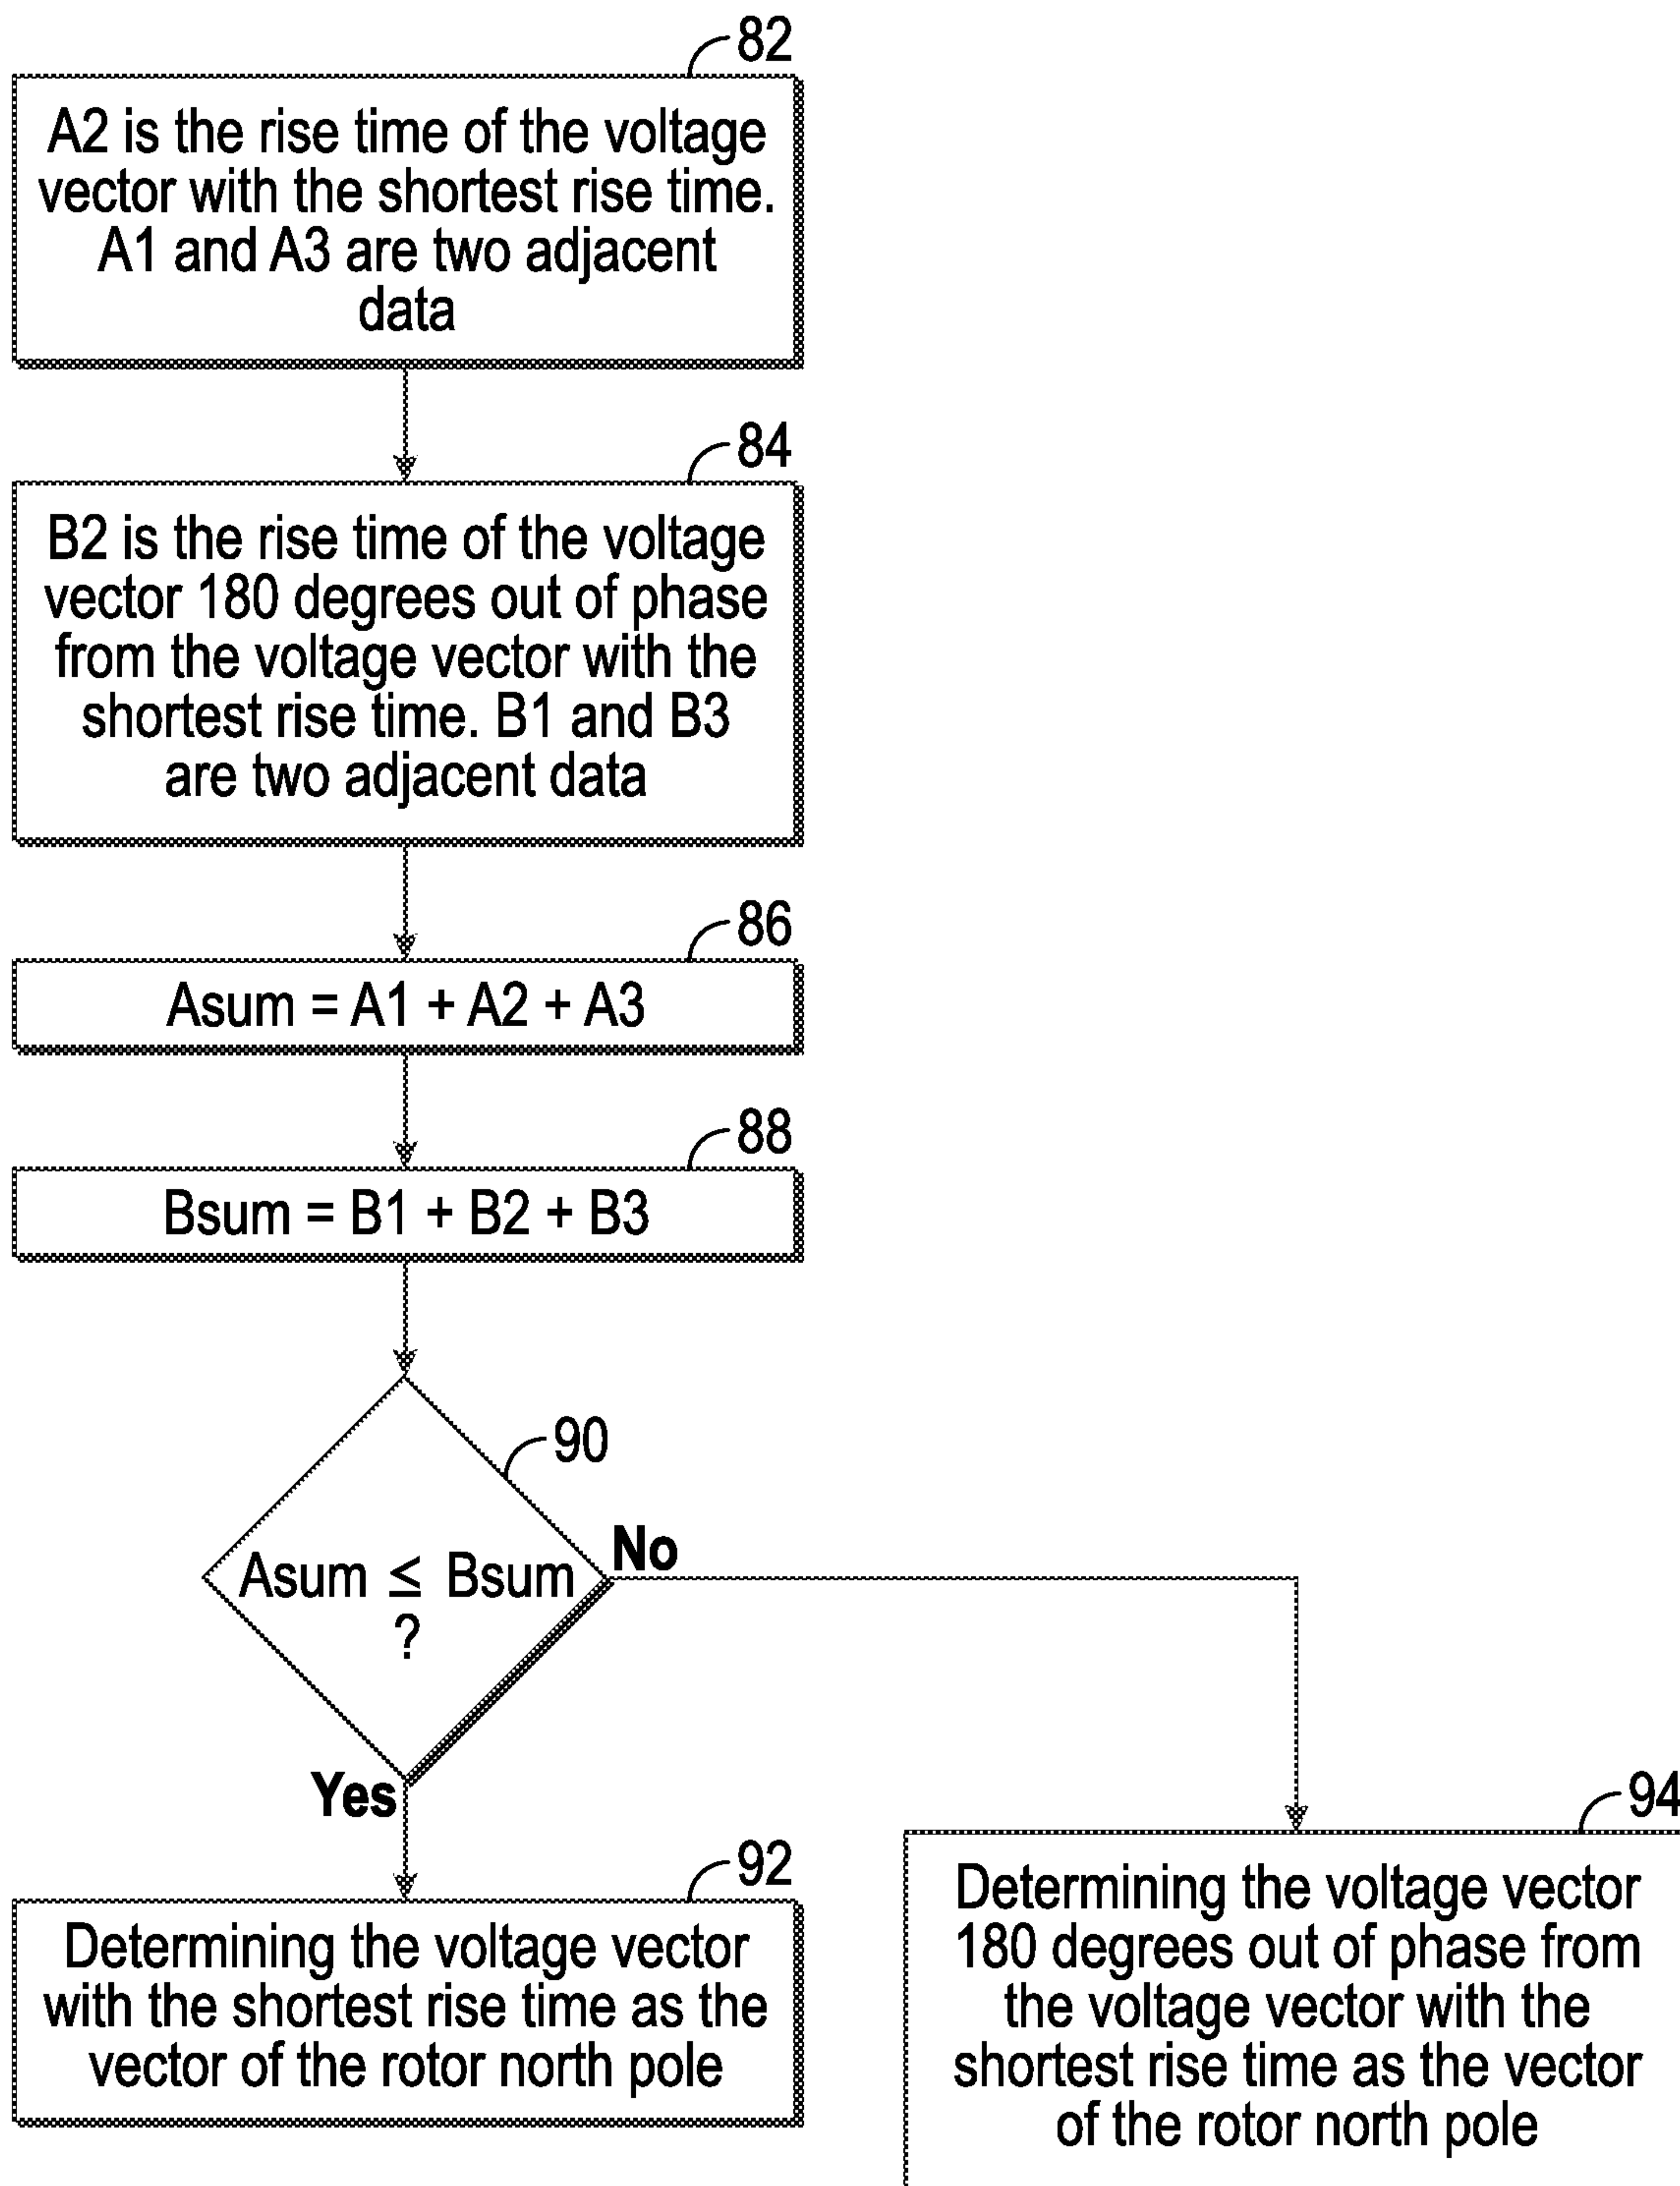 82
A2 is the rise time of the voltage
vector with the shortest rise time.
A1 and A3 are two adjacent
data
84
B2 is the rise time of the voltage
vector 180 degrees out of phase
from the voltage vector with the
shortest rise time. B1 and B3
are two adjacent data
86
Asum = A1 + A2 + A3
88
Bsum = B1 + B2 + B3
90
Asum ≤ Bsum
?
No
Yes
92
Determining the voltage vector
with the shortest rise time as the
vector of the rotor north pole
94
Determining the voltage vector
180 degrees out of phase from
the voltage vector with the
shortest rise time as the vector
of the rotor north pole